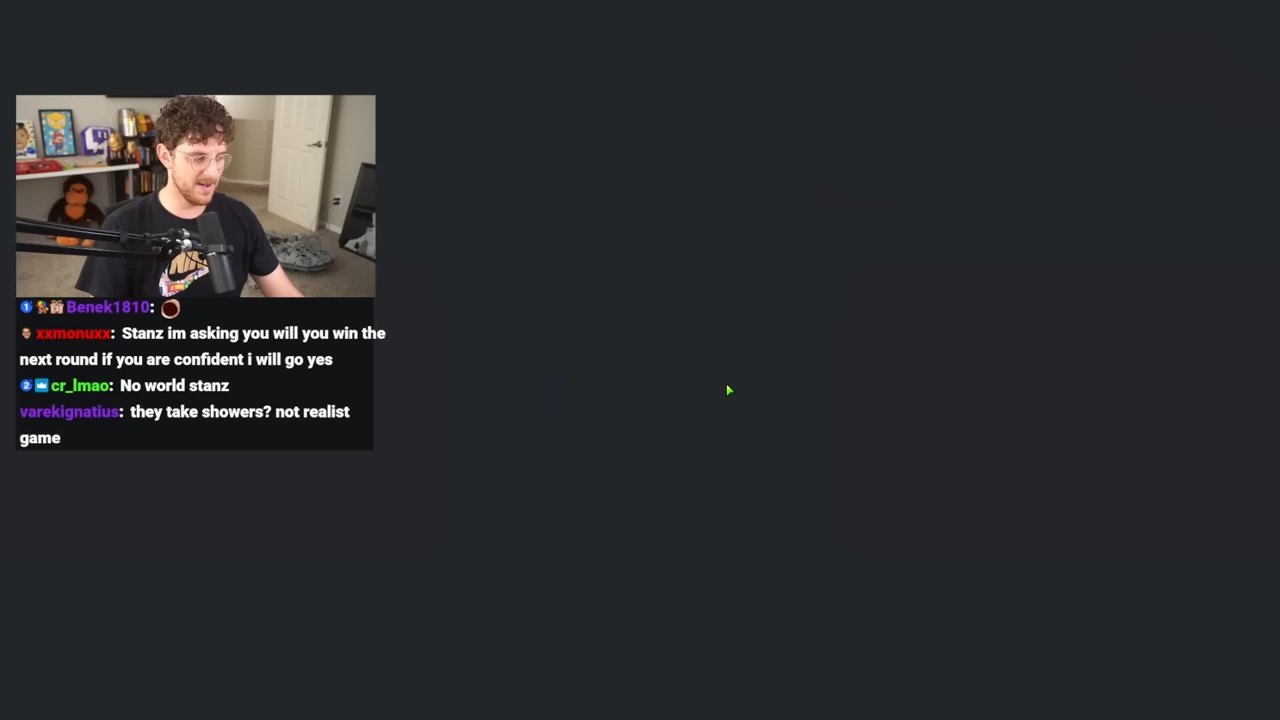 Benek1810:
xxmonuxx: Stanz im asking you will you win the
next round if you are confident i will go yes
cr_lmao: No world stanz
varekignatius: they take showers? not realist
game